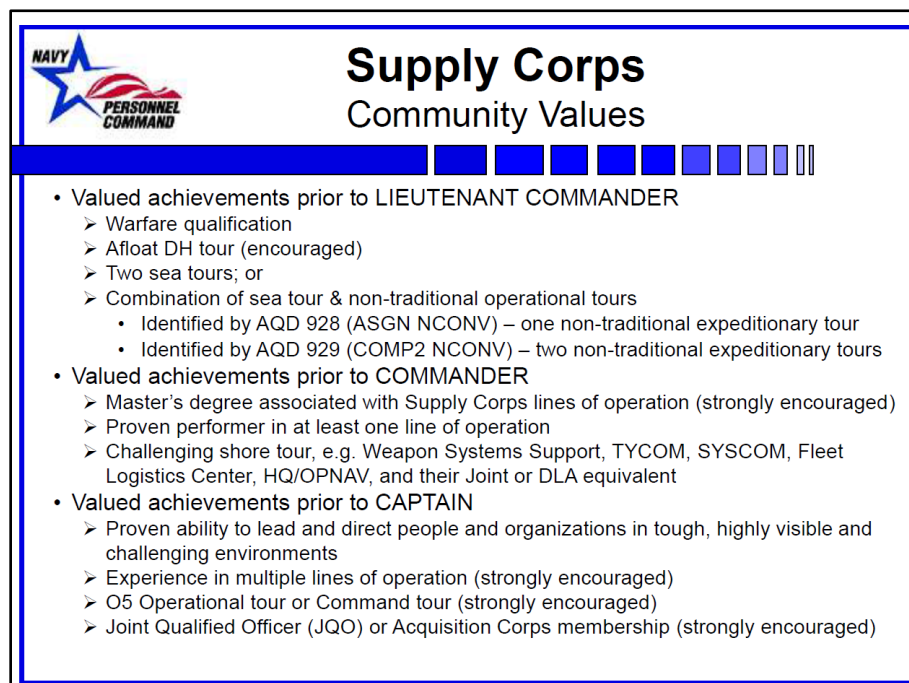 NAVY
PERSONNEL
COMMAND
Supply Corps
Community Values
• Valued achievements prior to LIEUTENANT COMMANDER
➢ Warfare qualification
➢ Afloat DH tour (encouraged)
➢ Two sea tours; or
➢ Combination of sea tour & non-traditional operational tours
• Identified by AQD 928 (ASGN NCONV) – one non-traditional expeditionary tour
• Identified by AQD 929 (COMP2 NCONV) – two non-traditional expeditionary tours
• Valued achievements prior to COMMANDER
➢ Master's degree associated with Supply Corps lines of operation (strongly encouraged)
➢ Proven performer in at least one line of operation
➢ Challenging shore tour, e.g. Weapon Systems Support, TYCOM, SYSCOM, Fleet
Logistics Center, HQ/OPNAV, and their Joint or DLA equivalent
• Valued achievements prior to CAPTAIN
➢ Proven ability to lead and direct people and organizations in tough, highly visible and
challenging environments
➢ Experience in multiple lines of operation (strongly encouraged)
➢ O5 Operational tour or Command tour (strongly encouraged)
➢ Joint Qualified Officer (JQO) or Acquisition Corps membership (strongly encouraged)